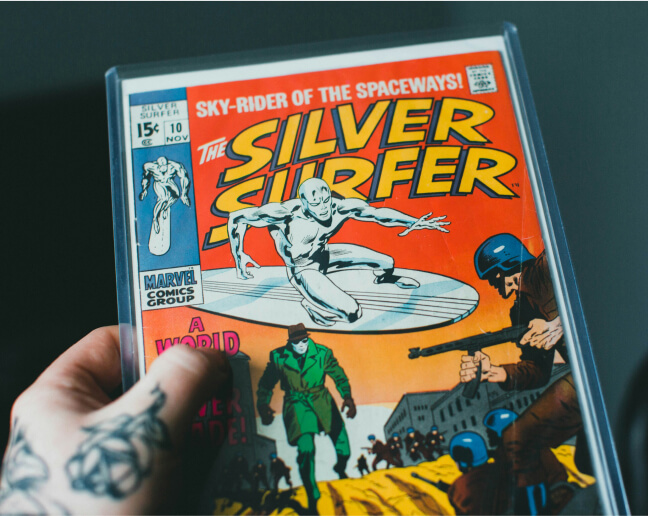 SKY-RIDER OF THE SPACEWAYS!
THE
SILVER
SURFER
SILVER
SURFER
15¢
10
NOV
MARVEL
COMICS
GROUP
A
WORLD